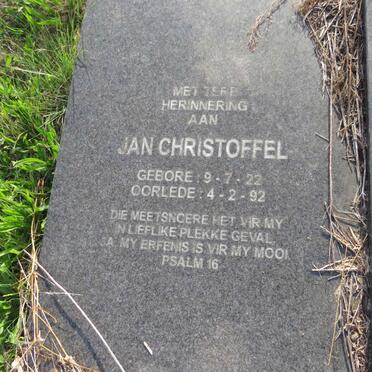 MET TERE
HERINNERING
AAN
JAN CHRISTOFFEL
GEBORE : 9 - 7 - 22
OORLEDE : 4 - 2 - 92
DIE MEETSNOERE HET VIR MY
IN LIEFLIKE PLEKKE GEVAL,
JA, MY ERFENIS IS VIR MY MOOI.
PSALM 16